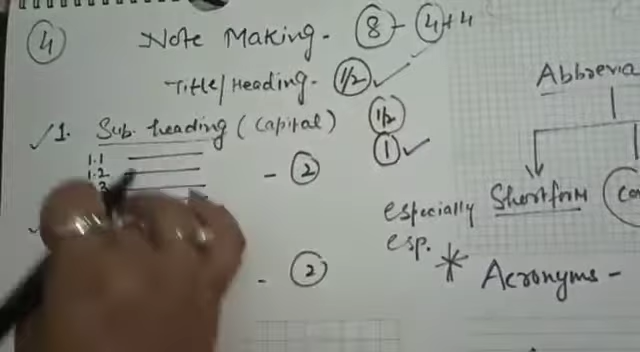 4
Note Making - 8 - 4+4
Title/Heading - 1/2
1. Sub. heading (Capital) 1/2
1
1.1
1.2 - 2
3
- 2
Abbrevia
especially Shortform Co
esp.
* Acronyms -